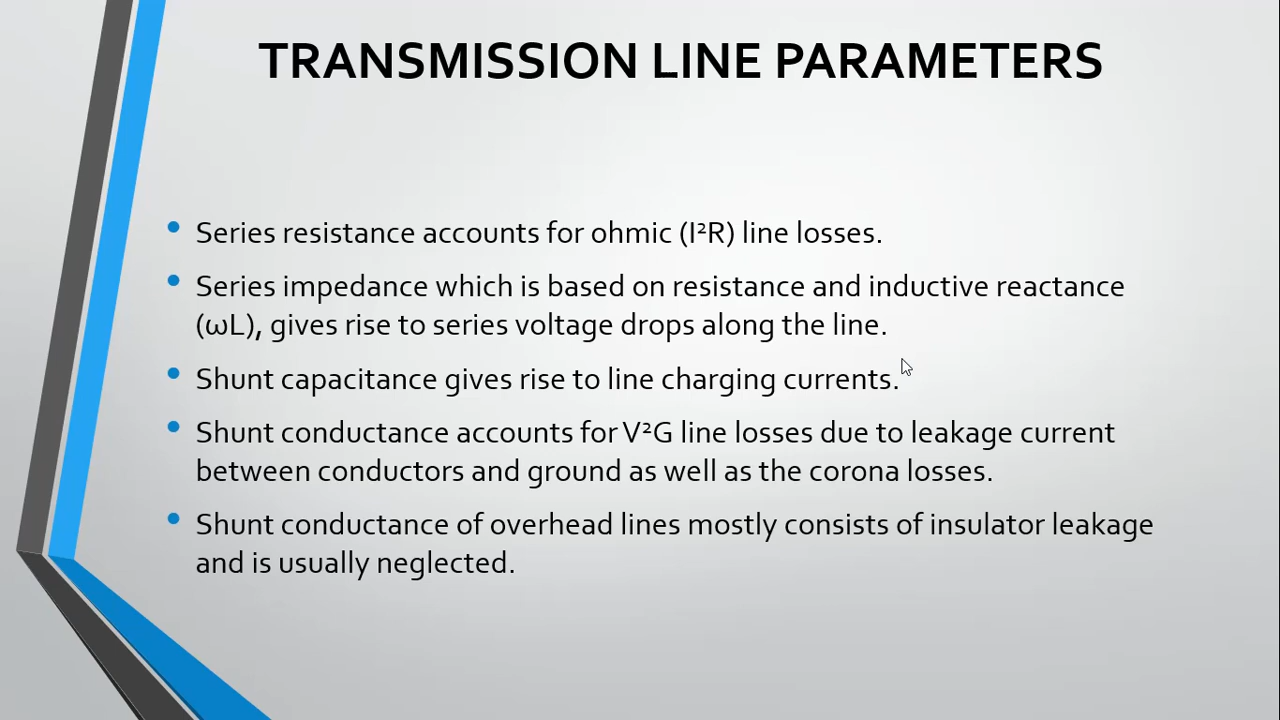 TRANSMISSION LINE PARAMETERS
• Series resistance accounts for ohmic (I²R) line losses.
• Series impedance which is based on resistance and inductive reactance
(ωL), gives rise to series voltage drops along the line.
• Shunt capacitance gives rise to line charging currents.
• Shunt conductance accounts for V²G line losses due to leakage current
between conductors and ground as well as the corona losses.
• Shunt conductance of overhead lines mostly consists of insulator leakage
and is usually neglected.